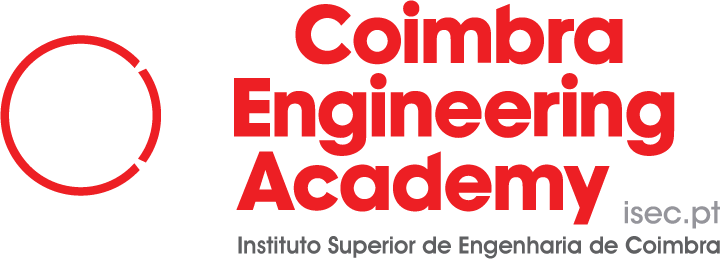 Coimbra
Engineering
Academy
isec.pt
Instituto Superior de Engenharia de Coimbra